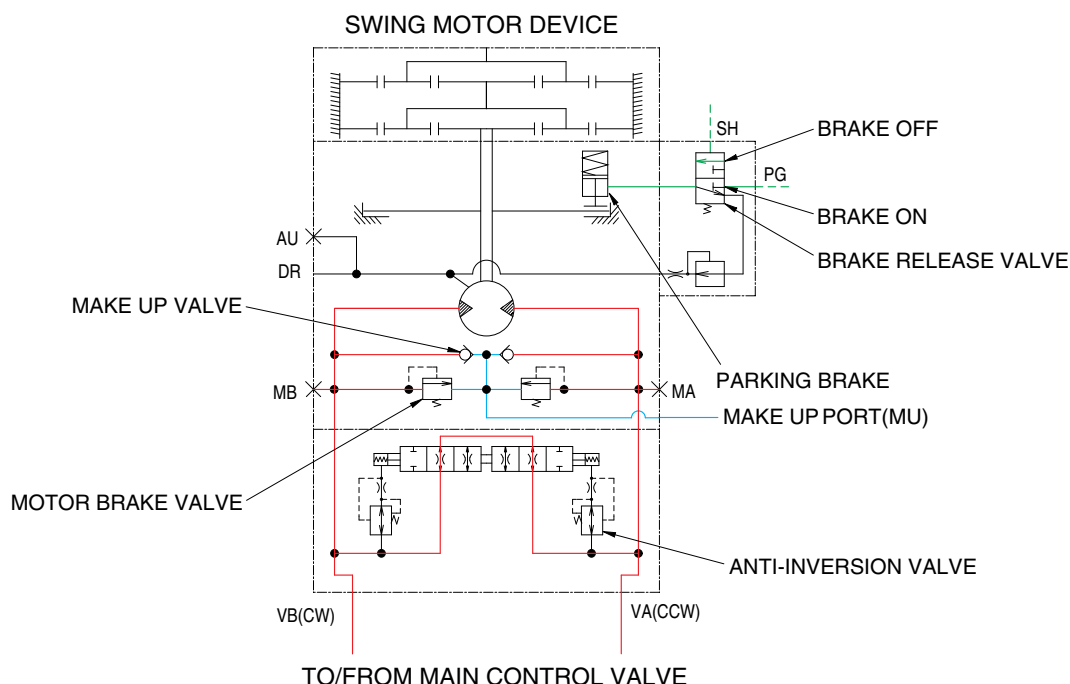 SWING MOTOR DEVICE
SH
BRAKE OFF
PG
BRAKE ON
AU
BRAKE RELEASE VALVE
DR
MAKE UP VALVE
PARKING BRAKE
MB
MA
MAKE UP PORT(MU)
MOTOR BRAKE VALVE
ANTI-INVERSION VALVE
VB(CW)
VA(CCW)
TO/FROM MAIN CONTROL VALVE